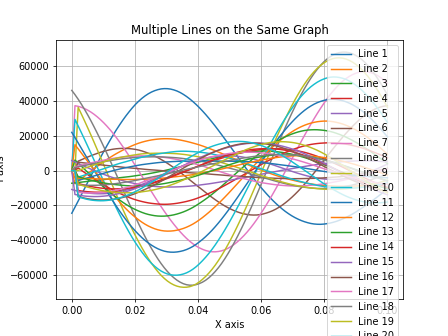 Multiple Lines on the Same Graph
60000
40000
20000
0
−20000
−40000
−60000
0.00
0.02
0.04
0.06
X axis
Line 1
Line 2
Line 3
Line 4
Line 5
Line 6
Line 7
Line 8
Line 9
Line 10
Line 11
Line 12
Line 13
Line 14
Line 15
Line 16
Line 17
Line 18
Line 19
Line 20